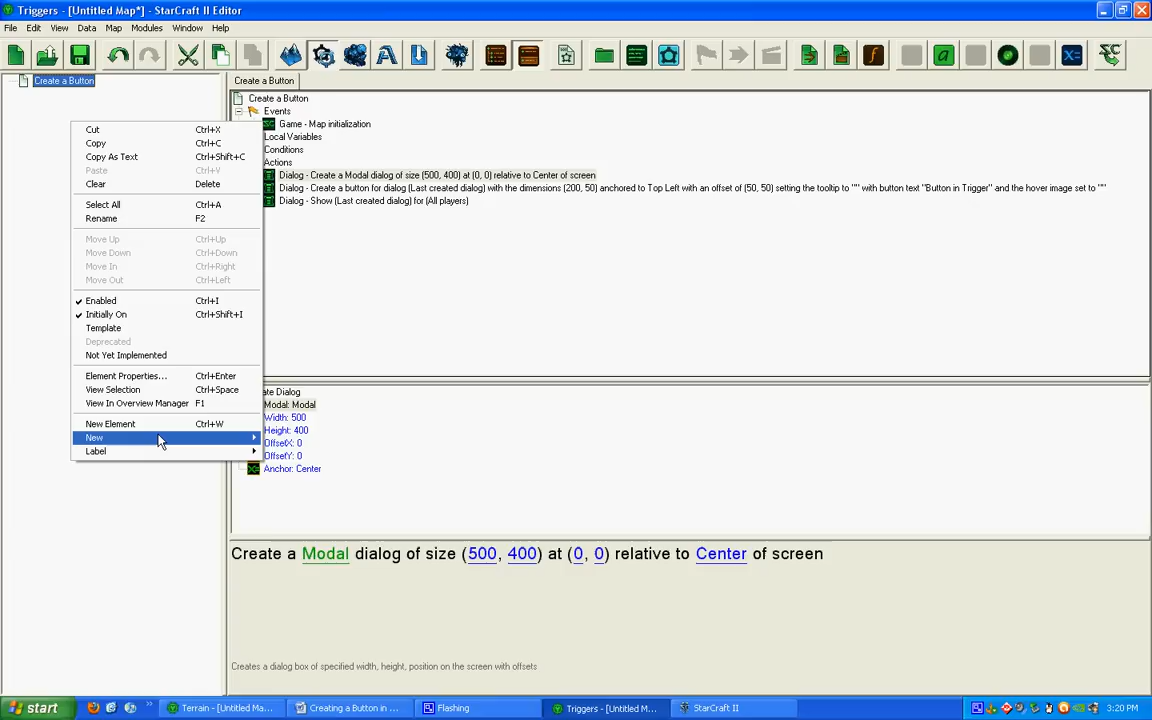 Triggers - [Untitled Map*] - StarCraft II Editor
File Edit View Data Map Modules Window Help
Create a Button
Create a Button
Create a Button
Events
Game - Map initialization
Local Variables
Conditions
Actions
Dialog - Create a Modal dialog of size (500, 400) at (0, 0) relative to Center of screen
Dialog - Create a button for dialog (Last created dialog) with the dimensions (200, 50) anchored to Top Left with an offset of (50, 50) setting the tooltip to "" with button text "Button in Trigger" and the hover image set to ""
Dialog - Show (Last created dialog) for (All players)
Cut Ctrl+X
Copy Ctrl+C
Copy As Text Ctrl+Shift+C
Paste Ctrl+V
Clear Delete
Select All Ctrl+A
Rename F2
Move Up Ctrl+Up
Move Down Ctrl+Down
Move In Ctrl+Right
Move Out Ctrl+Left
Enabled Ctrl+I
Initially On Ctrl+Shift+I
Template
Deprecated
Not Yet Implemented
Element Properties... Ctrl+Enter
View Selection Ctrl+Space
View In Overview Manager F1
New Element Ctrl+W
New
Label
ate Dialog
Modal: Modal
Width: 500
Height: 400
OffsetX: 0
OffsetY: 0
Anchor: Center
Create a Modal dialog of size (500, 400) at (0, 0) relative to Center of screen
Creates a dialog box of specified width, height, position on the screen with offsets
start
Terrain - [Untitled Ma...
Creating a Button in ...
Flashing
Triggers - [Untitled M...
StarCraft II
3:20 PM